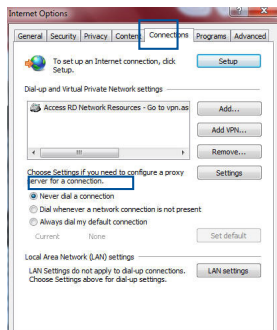 Internet Options
General Security Privacy Content Connections Programs Advanced
To set up an Internet connection, click Setup
Setup.
Dial-up and Virtual Private Network settings
Access RD Network Resources - Go to vpn.as Add...
Add VPN...
Remove...
Choose Settings if you need to configure a proxy Settings
server for a connection.
Never dial a connection
Dial whenever a network connection is not present
Always dial my default connection
Current None Set default
Local Area Network (LAN) settings
LAN Settings do not apply to dial-up connections. LAN settings
Choose Settings above for dial-up settings.